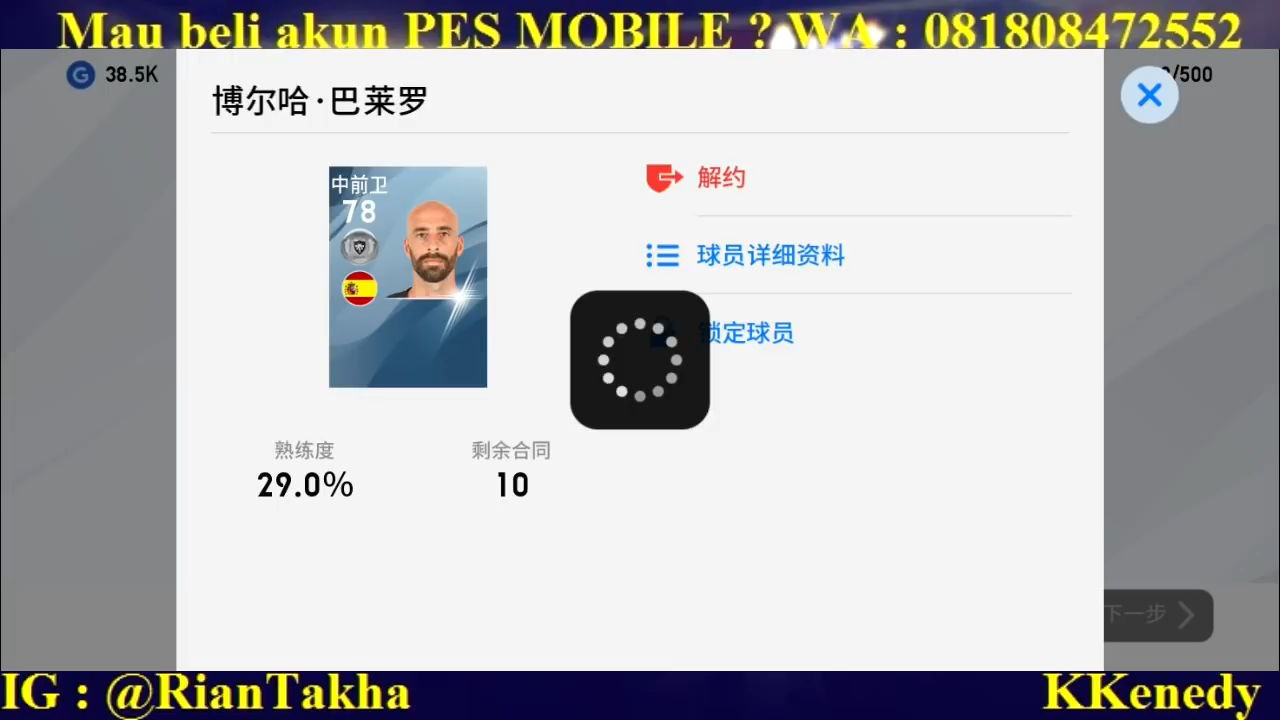 Mau beli akun PES MOBILE ? WA : 081808472552
G 38.5K
/500
博尔哈·巴莱罗
中前卫
78
解约
球员详细资料
锁定球员
熟练度
29.0%
剩余合同
10
下一步
IG : @RianTakha
KKenedy